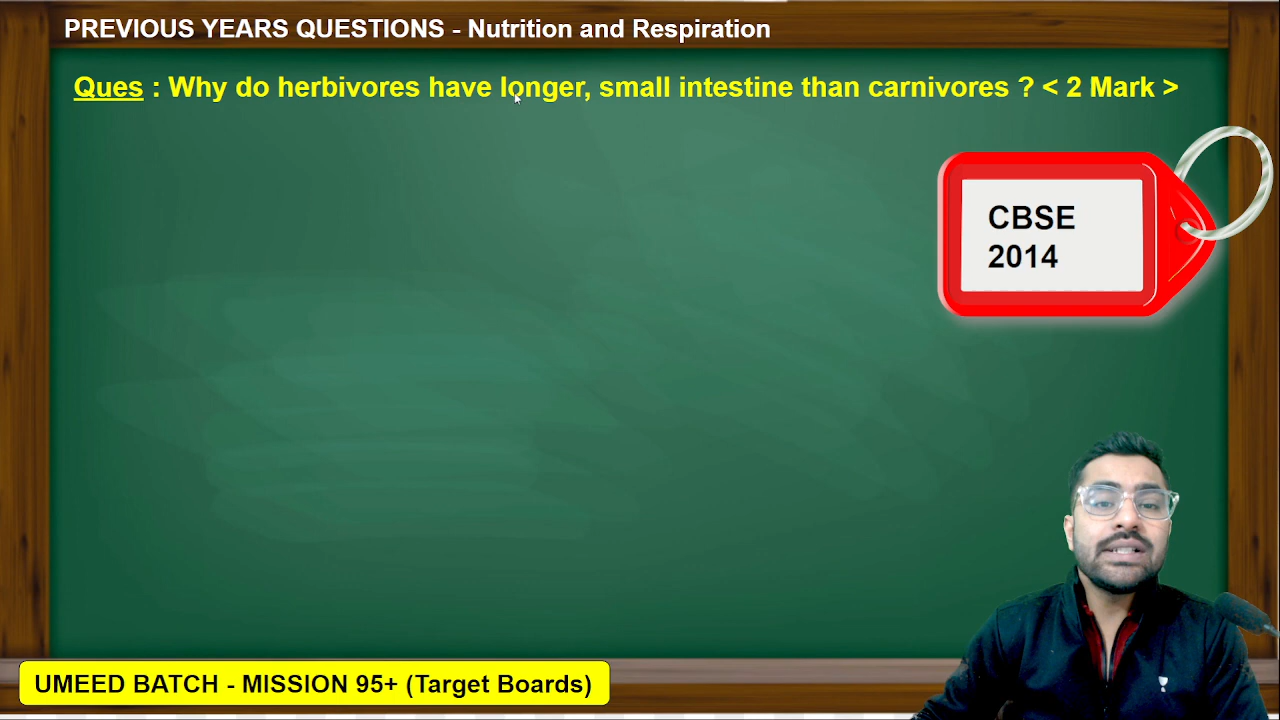 PREVIOUS YEARS QUESTIONS - Nutrition and Respiration
Ques : Why do herbivores have longer, small intestine than carnivores ? < 2 Mark >
CBSE
2014
UMEED BATCH - MISSION 95+ (Target Boards)